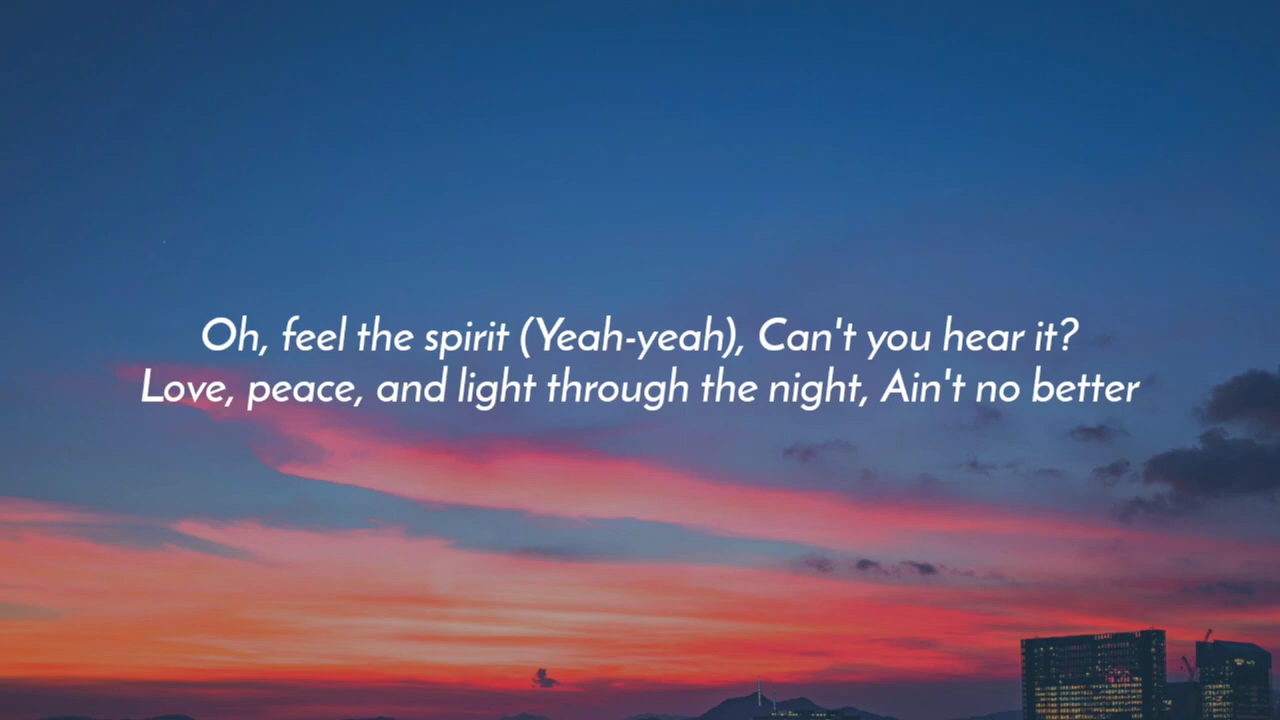 Oh, feel the spirit (Yeah-yeah), Can't you hear it?
Love, peace, and light through the night, Ain't no better